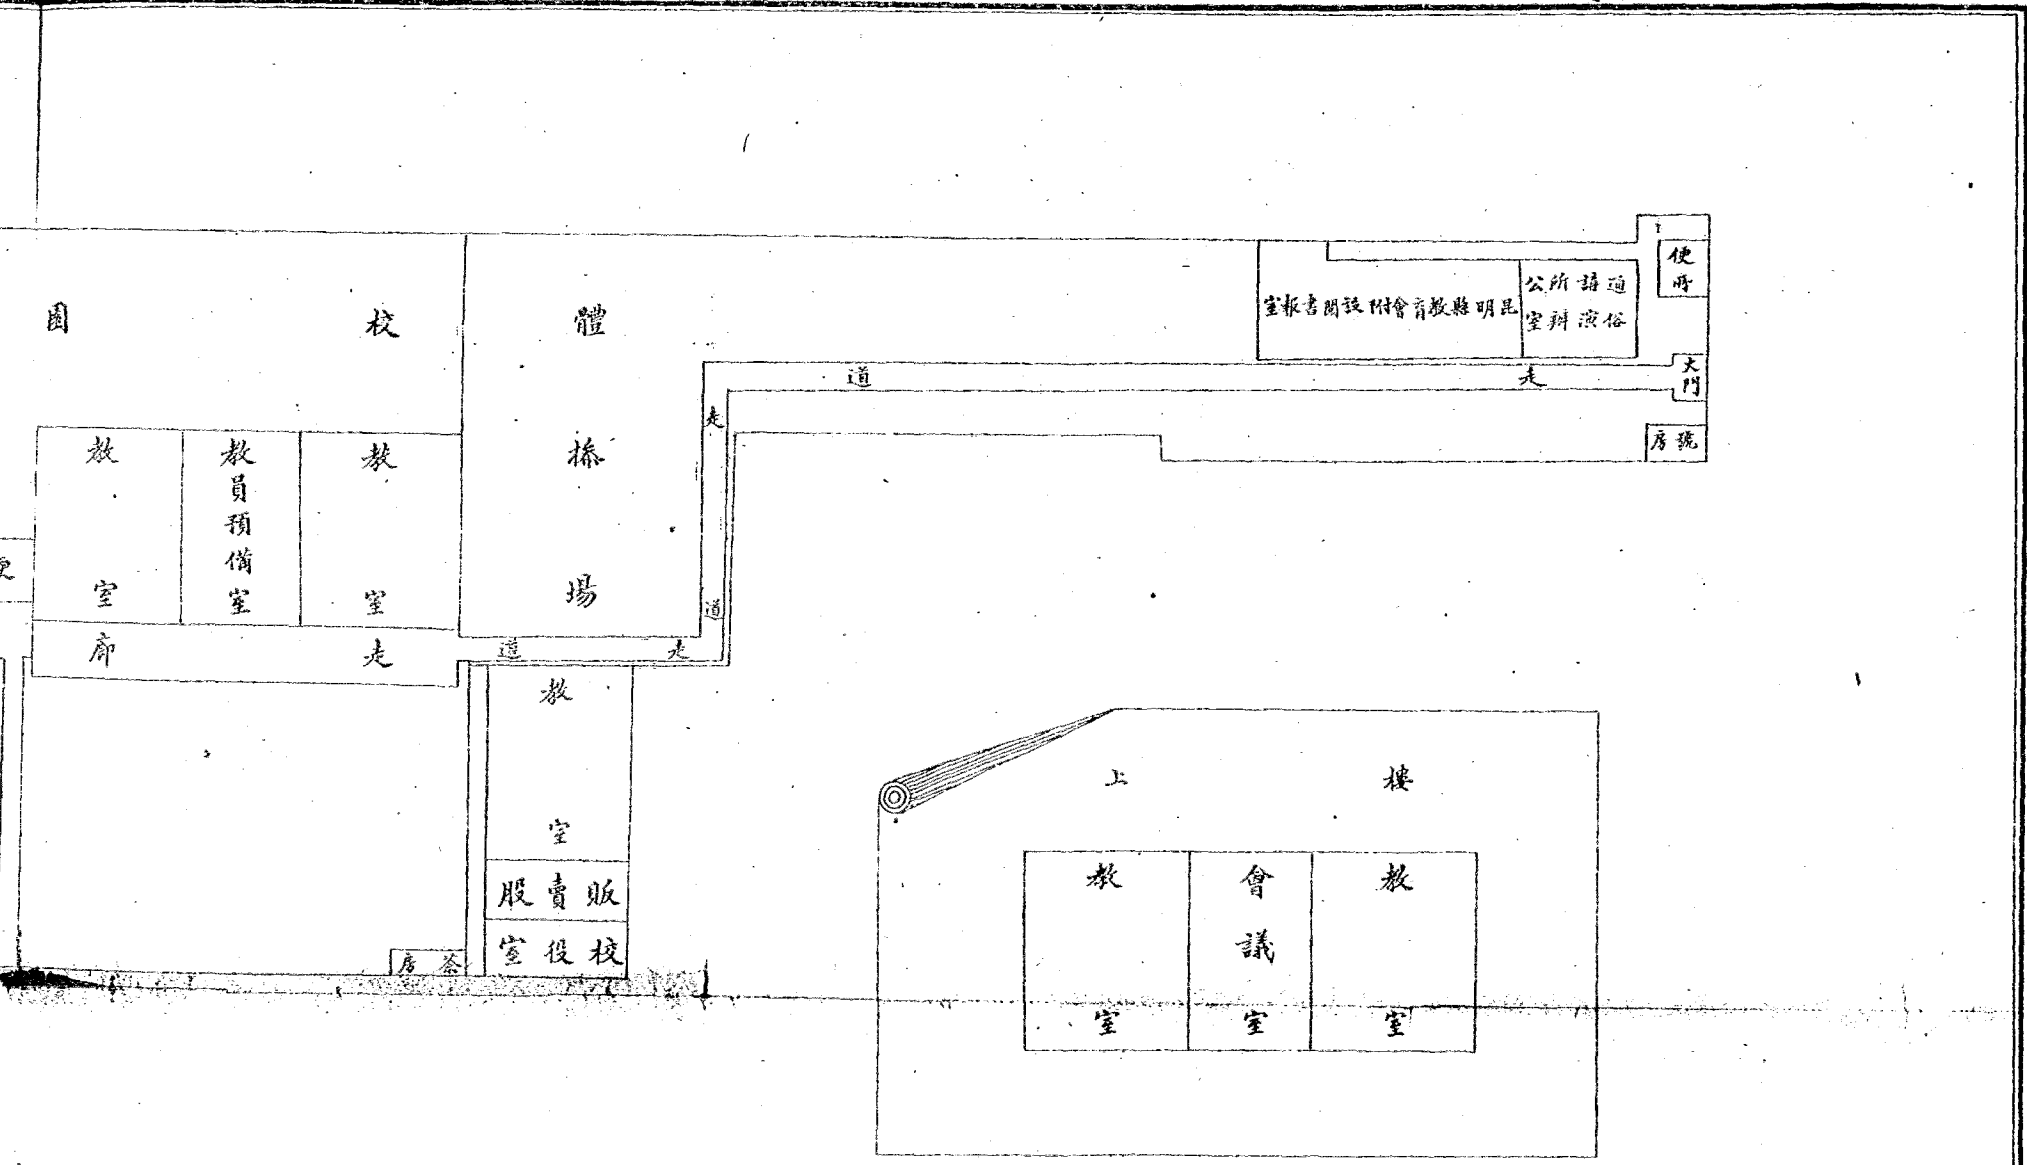 便所
通俗
講演
所辦
公室
昆明縣教育會附設閱書報室
大門
走道
號房
體操場
校園
走道
教室
教員預備室
教室
走道
走廊
教室
販賣股
校役室
茶房
樓上
教室
會議室
教室